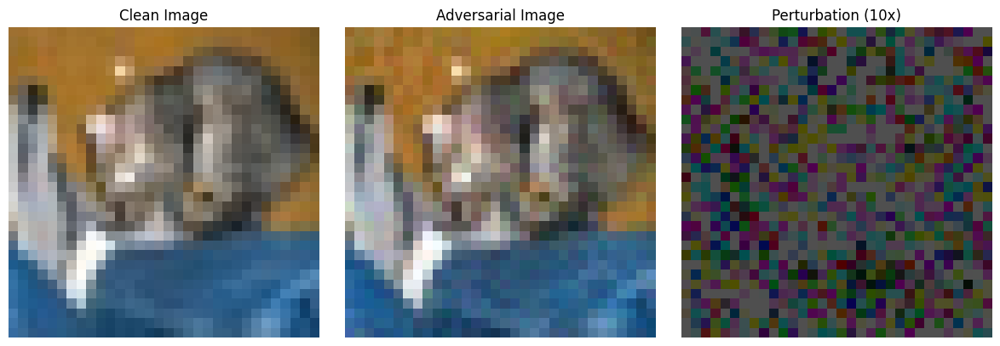 Clean Image
Adversarial Image
Perturbation (10x)